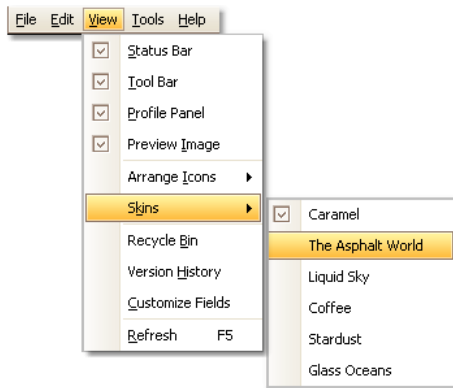 File Edit View Tools Help
Status Bar
Tool Bar
Profile Panel
Preview Image
Arrange Icons
Skins
Recycle Bin
Version History
Customize Fields
Refresh F5
Caramel
The Asphalt World
Liquid Sky
Coffee
Stardust
Glass Oceans